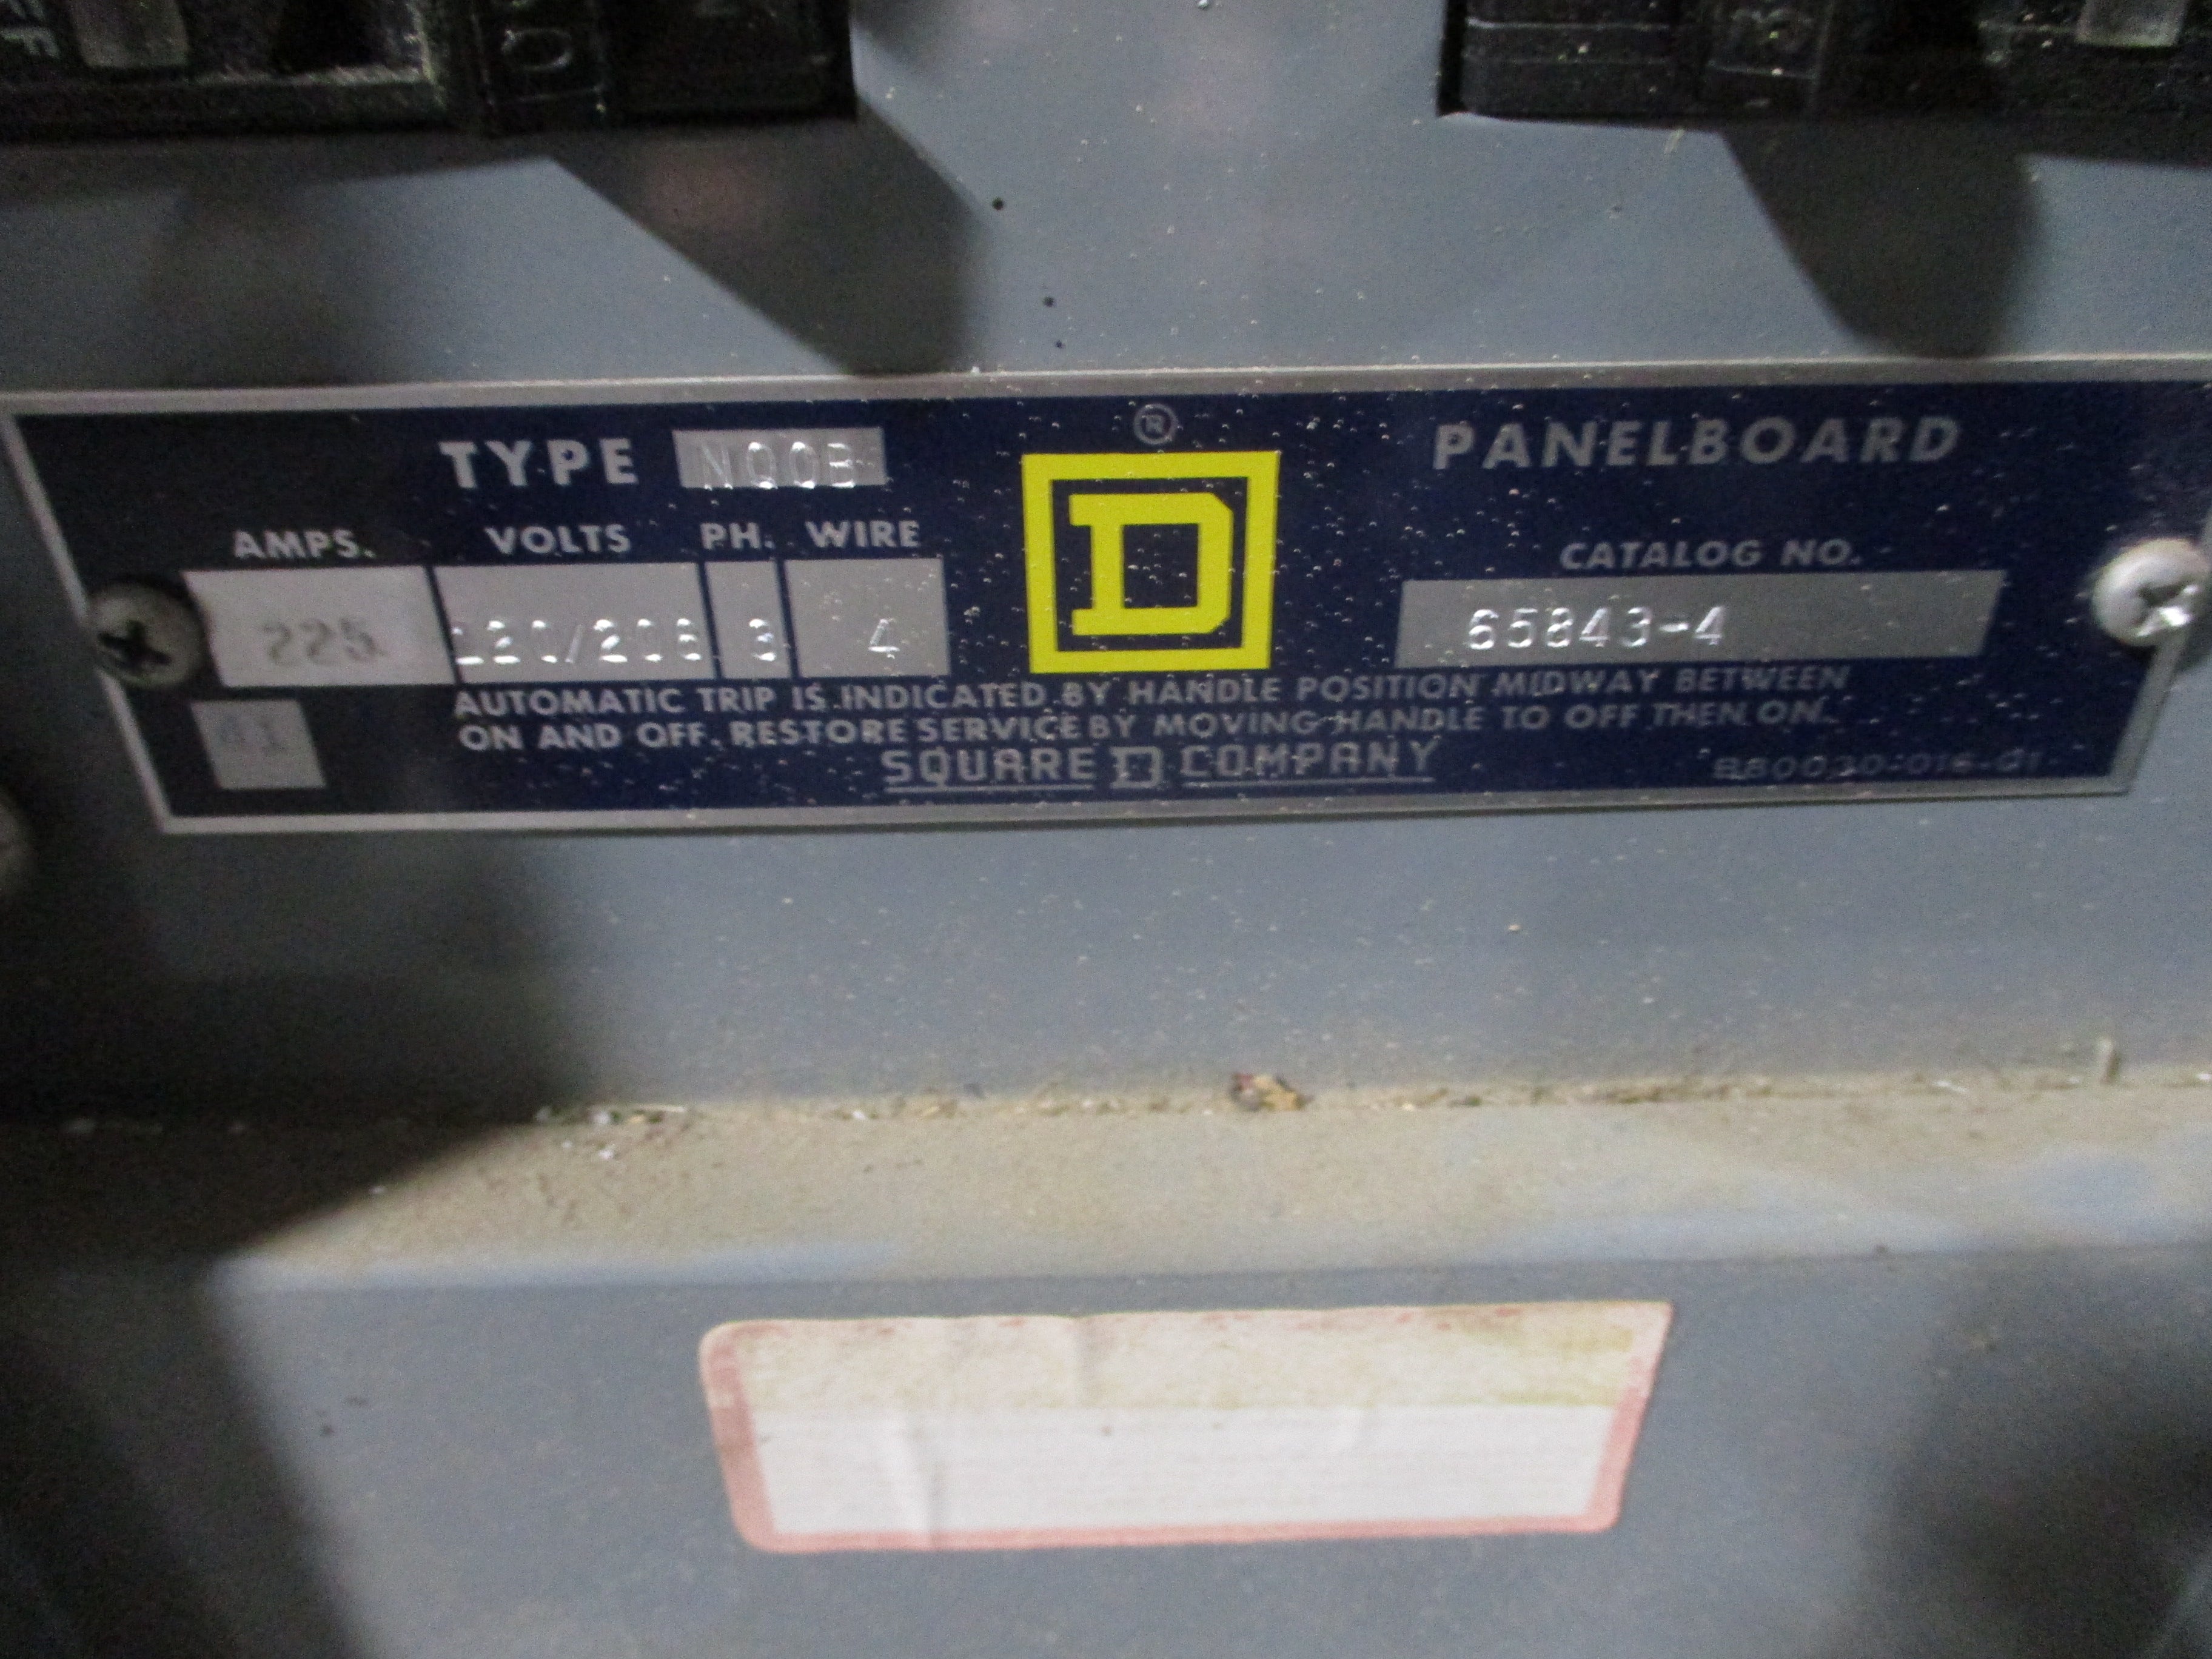 TYPE NQOB
PANELBOARD
®
D
AMPS. VOLTS PH. WIRE
225 120/208 3 4
CATALOG NO.
65843-4
41
AUTOMATIC TRIP IS INDICATED BY HANDLE POSITION MIDWAY BETWEEN
ON AND OFF. RESTORE SERVICE BY MOVING HANDLE TO OFF THEN ON.
SQUARE D COMPANY